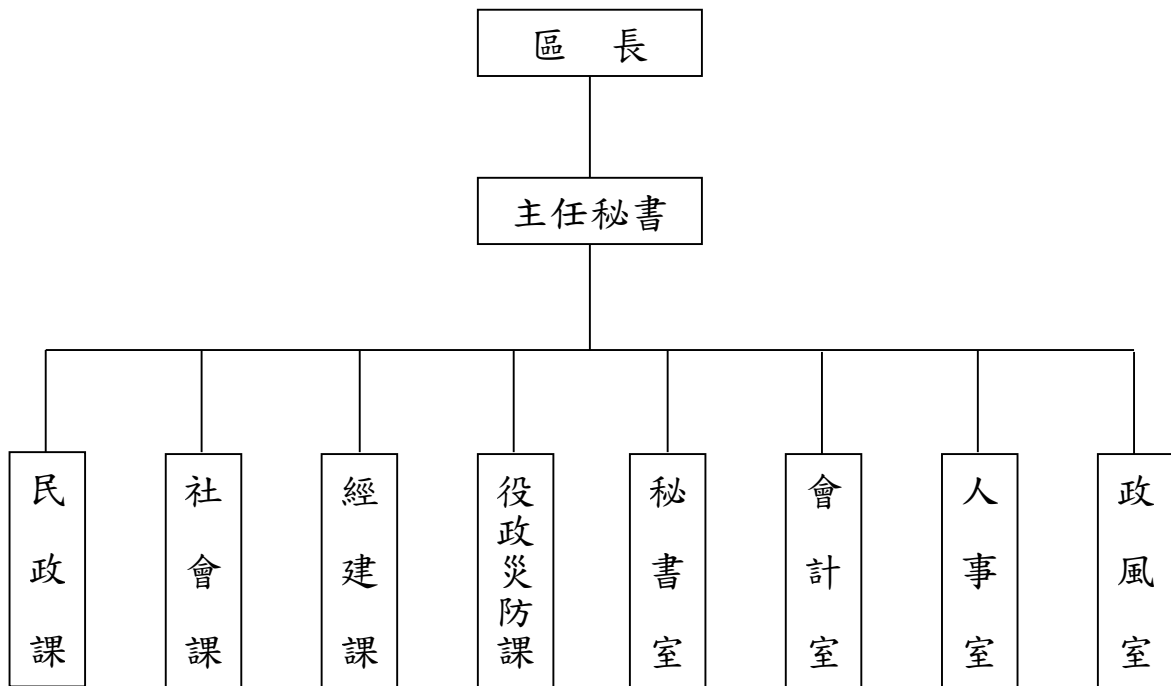 區 長
主任秘書
民政課
社會課
經建課
役政災防課
秘書室
會計室
人事室
政風室